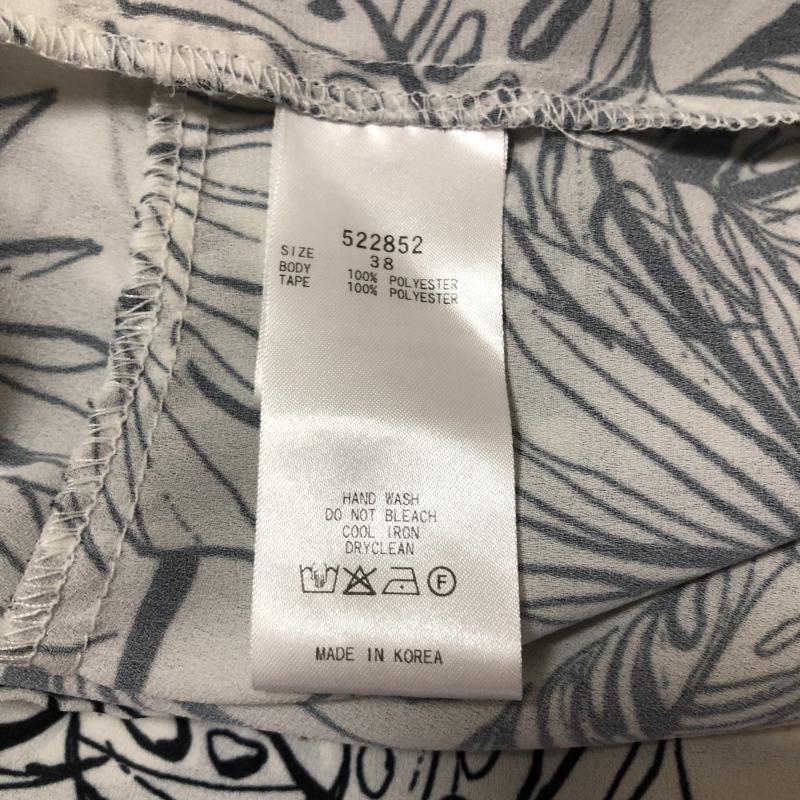 522852
SIZE 38
BODY 100% POLYESTER
TAPE 100% POLYESTER
HAND WASH
DO NOT BLEACH
COOL IRON
DRYCLEAN
F
MADE IN KOREA